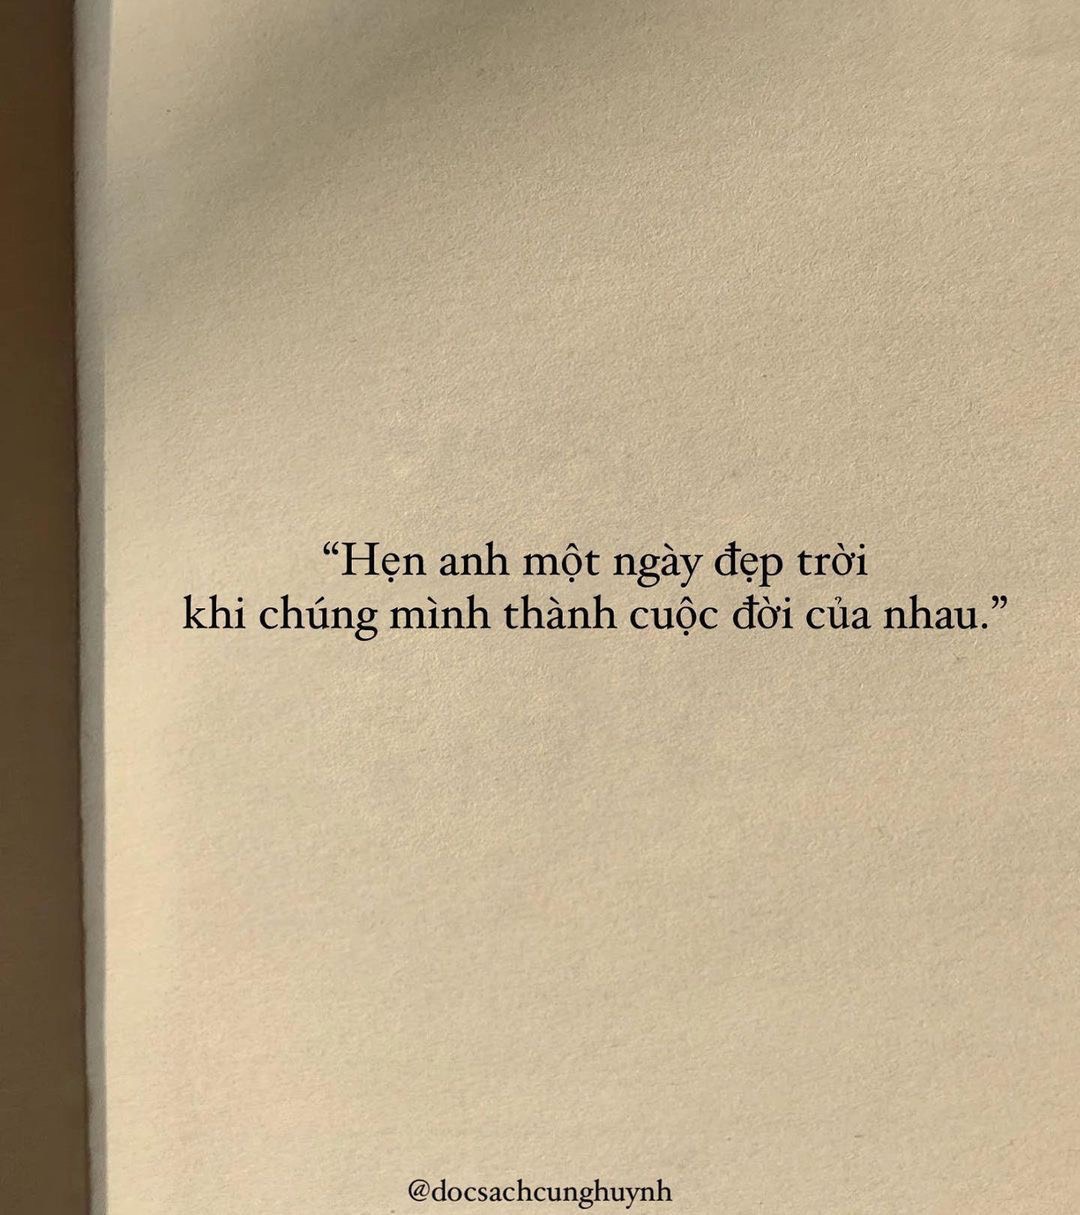 “Hẹn anh một ngày đẹp trời
khi chúng mình thành cuộc đời của nhau.”
@docsachcunghuynh